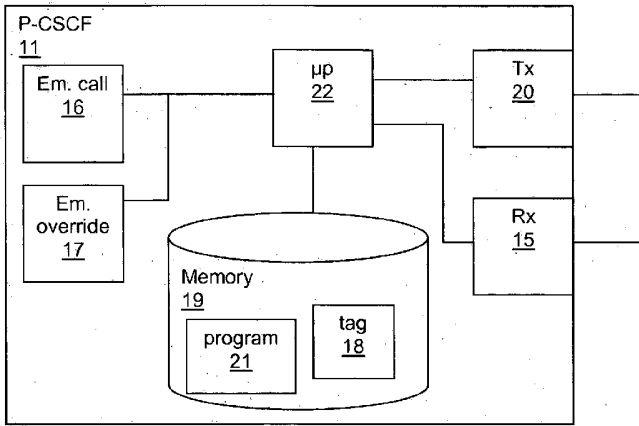 P-CSCF
11
Em. call
16
µp
22
Tx
20
Em.
override
17
Rx
15
Memory
19
program
21
tag
18